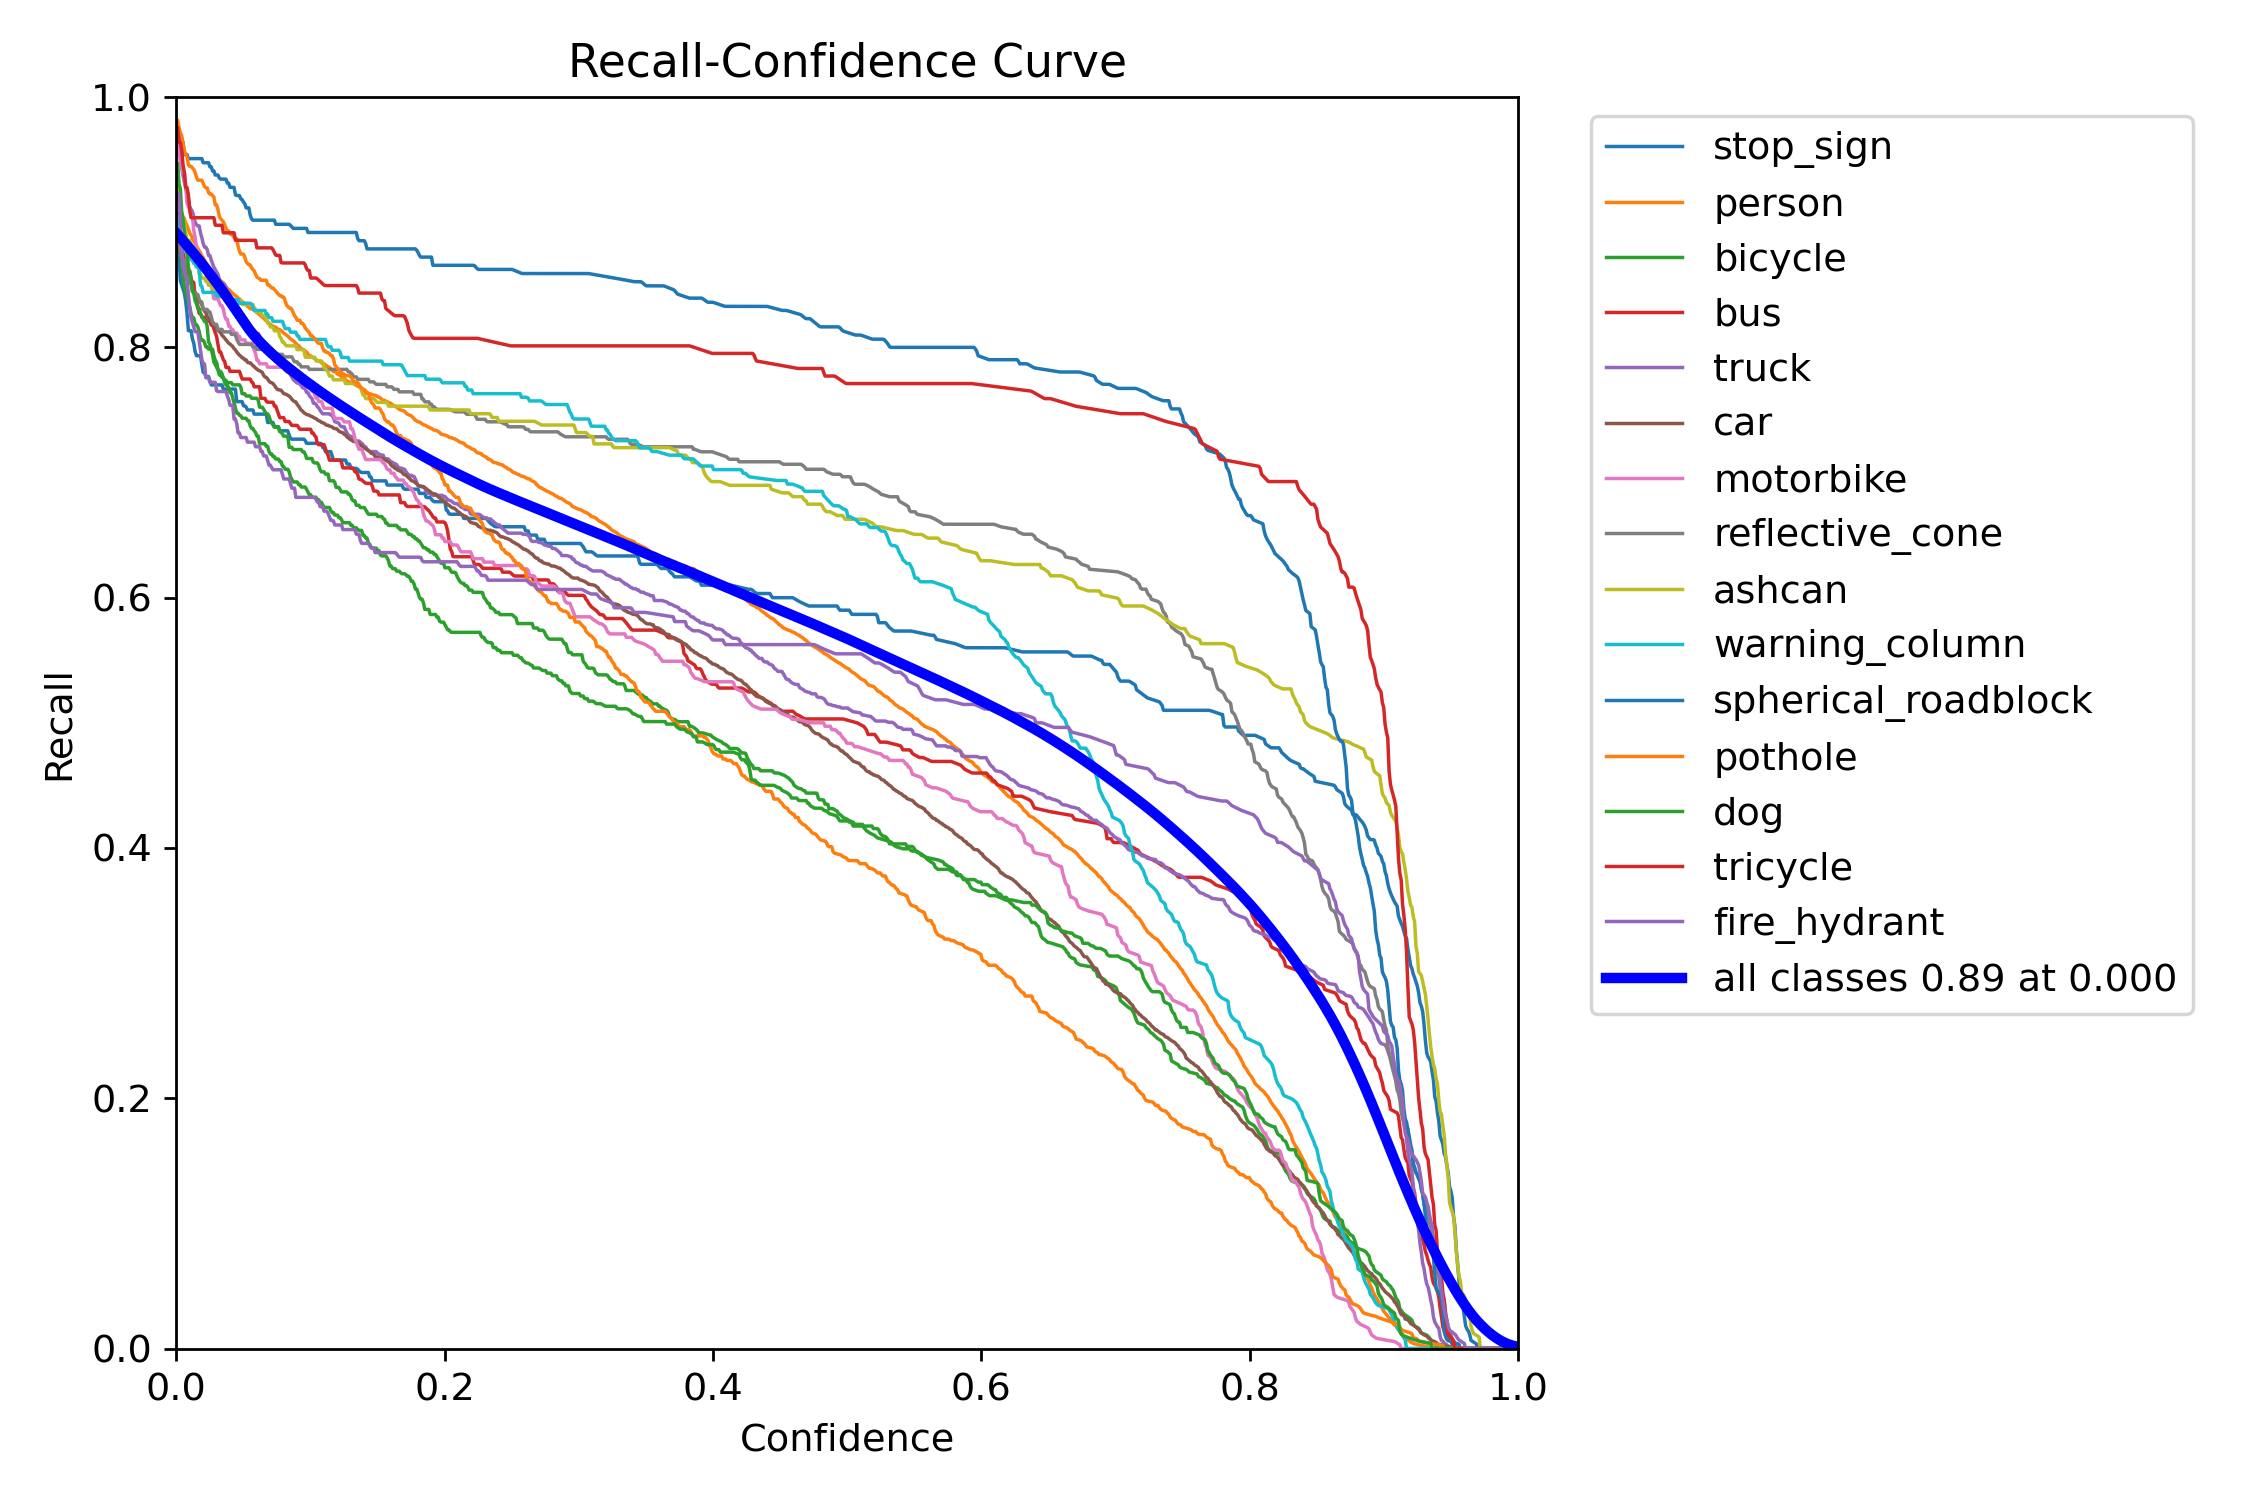 Recall-Confidence Curve
1.0
0.8
0.6
0.4
0.2
0.0
Recall
0.0 0.2 0.4 0.6 0.8 1.0
Confidence
stop_sign
person
bicycle
bus
truck
car
motorbike
reflective_cone
ashcan
warning_column
spherical_roadblock
pothole
dog
tricycle
fire_hydrant
all classes 0.89 at 0.000